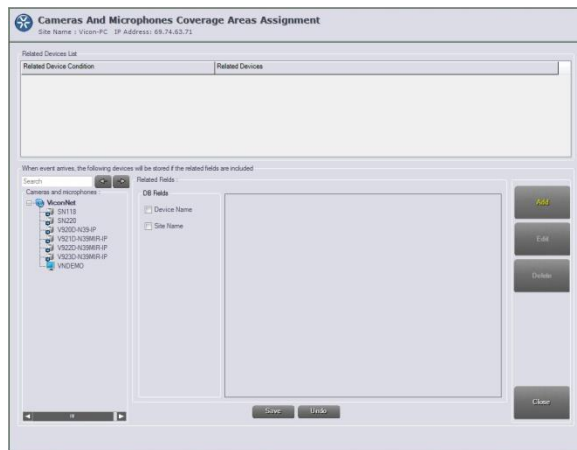 Cameras And Microphones Coverage Areas Assignment
Site Name : Vicon-PC IP Address: 69.74.63.71
Related Devices List
Related Device Condition Related Devices
When event arrives, the following devices will be stored if the related fields are included
Search
Related Fields :
Cameras and microphones :
DB Fields
ViconNet
SN118
SN220
V920D-N39-IP
V921D-N39MIR-IP
V922D-N39MIR-IP
V923D-N39MIR-IP
VNDEMO
Device Name
Site Name
Add
Edit
Delete
Close
Save Undo